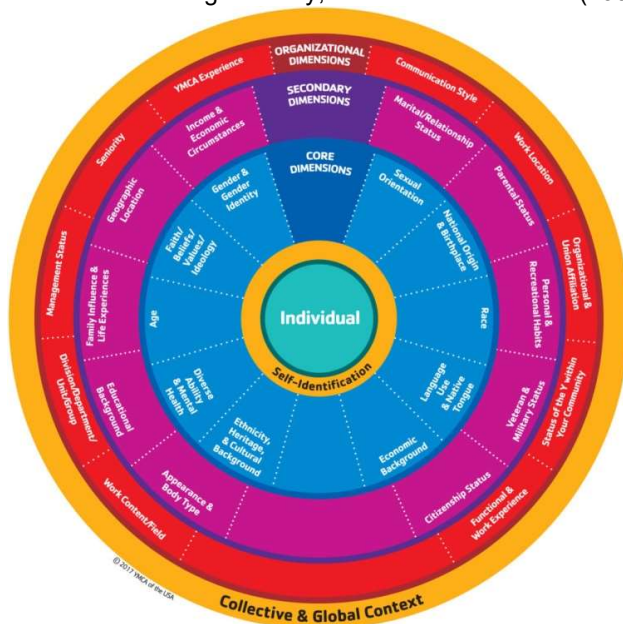 ORGANIZATIONAL
DIMENSIONS
Communication Style
Work Location
Organizational &
Union Affiliation
Status of the Y within
Your Community
Functional &
Work Experience
Work Content/Field
Division/Department/
Unit/Group
Management Status
Seniority
YMCA Experience
SECONDARY
DIMENSIONS
Marital/Relationship
Status
Parental Status
Personal &
Recreational Habits
Veteran &
Military Status
Citizenship Status
Appearance &
Body Type
Educational
Background
Family Influence &
Life Experiences
Geographic
Location
Income &
Economic
Circumstances
CORE
DIMENSIONS
Sexual
Orientation
National Origin
& Birthplace
Race
Language
Use
& Native
Tongue
Economic
Background
Ethnicity,
Heritage,
& Cultural
Background
Diverse
Ability
& Mental
Health
Age
Faith/
Beliefs/
Values/
Ideology
Gender &
Gender
Identity
Individual
Self-Identification
Collective & Global Context
© 2017 YMCA of the USA